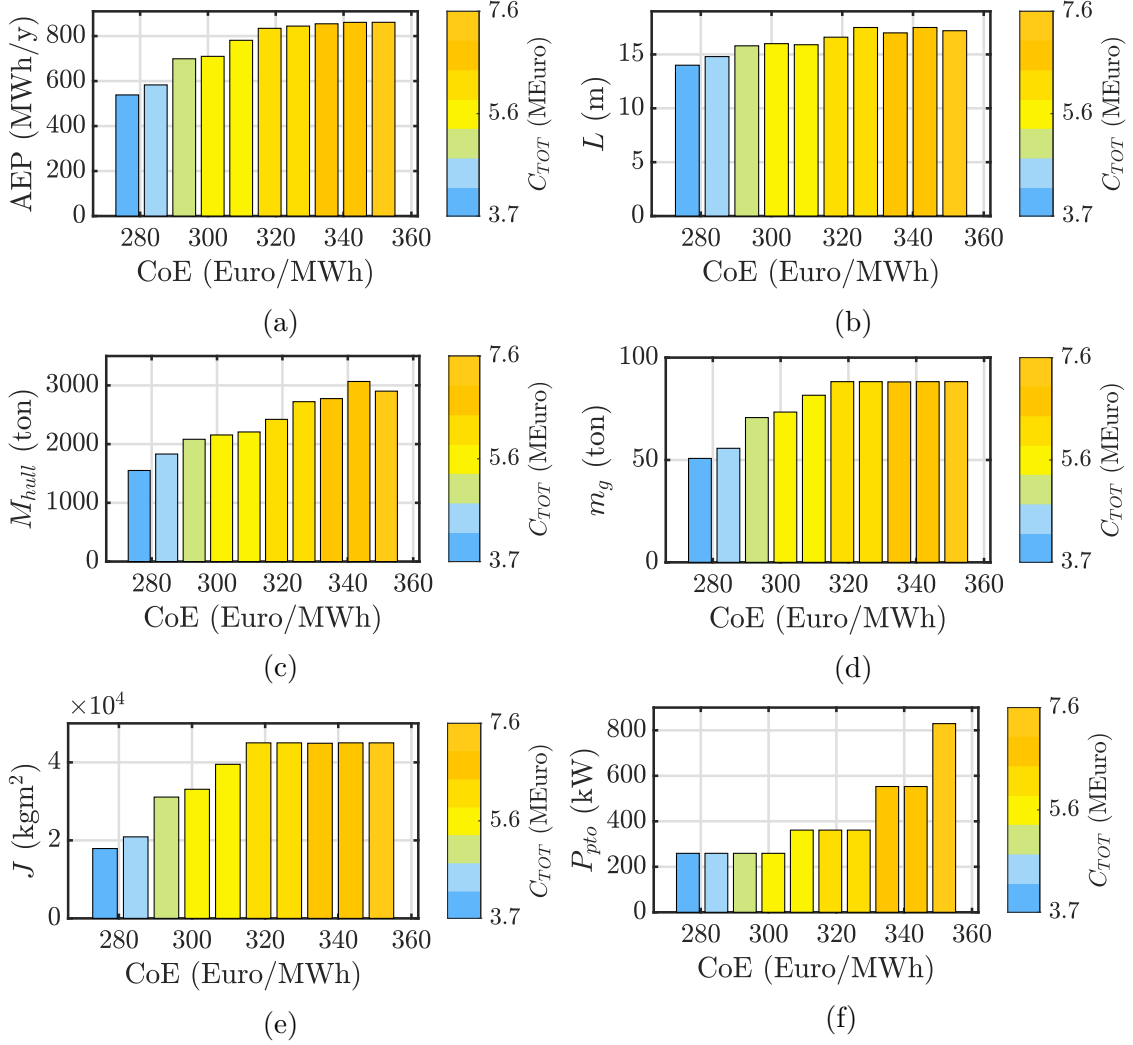 AEP (MWh/y)
800
600
400
200
0
280 300 320 340 360
CoE (Euro/MWh)
7.6
5.6
3.7
C_TOT (MEuro)
(a)
L (m)
15
10
5
0
280 300 320 340 360
CoE (Euro/MWh)
7.6
5.6
3.7
C_TOT (MEuro)
(b)
M_hull (ton)
3000
2000
1000
0
280 300 320 340 360
CoE (Euro/MWh)
7.6
5.6
3.7
C_TOT (MEuro)
(c)
m_g (ton)
100
50
0
280 300 320 340 360
CoE (Euro/MWh)
7.6
5.6
3.7
C_TOT (MEuro)
(d)
×10⁴
J (kgm²)
4
2
0
280 300 320 340 360
CoE (Euro/MWh)
7.6
5.6
3.7
C_TOT (MEuro)
(e)
P_pto (kW)
800
600
400
200
0
280 300 320 340 360
CoE (Euro/MWh)
7.6
5.6
3.7
C_TOT (MEuro)
(f)